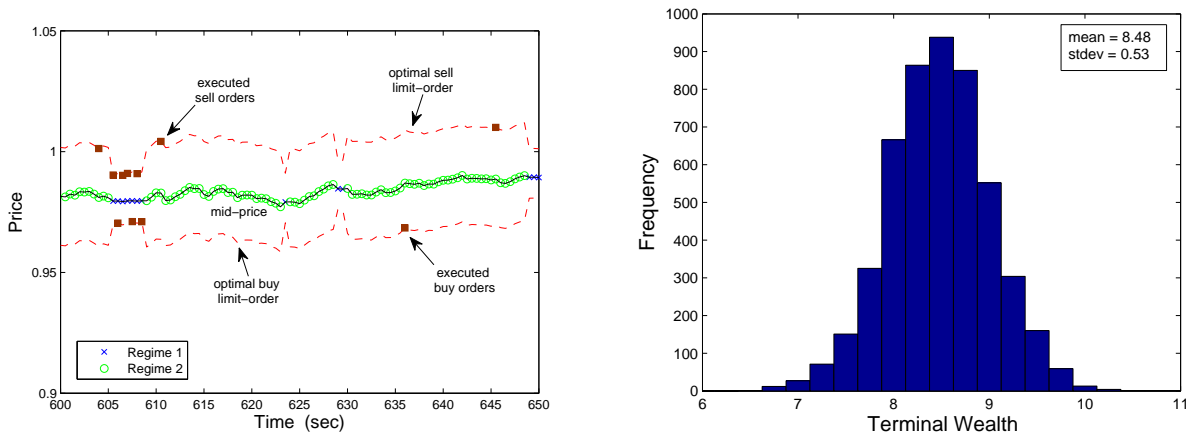 1.05
1
0.95
0.9
Price
executed
sell orders
optimal sell
limit−order
mid−price
optimal buy
limit−order
executed
buy orders
Regime 1
Regime 2
600 605 610 615 620 625 630 635 640 645 650
Time (sec)
1000
900
800
700
600
500
400
300
200
100
0
Frequency
mean = 8.48
stdev = 0.53
6 7 8 9 10 11
Terminal Wealth